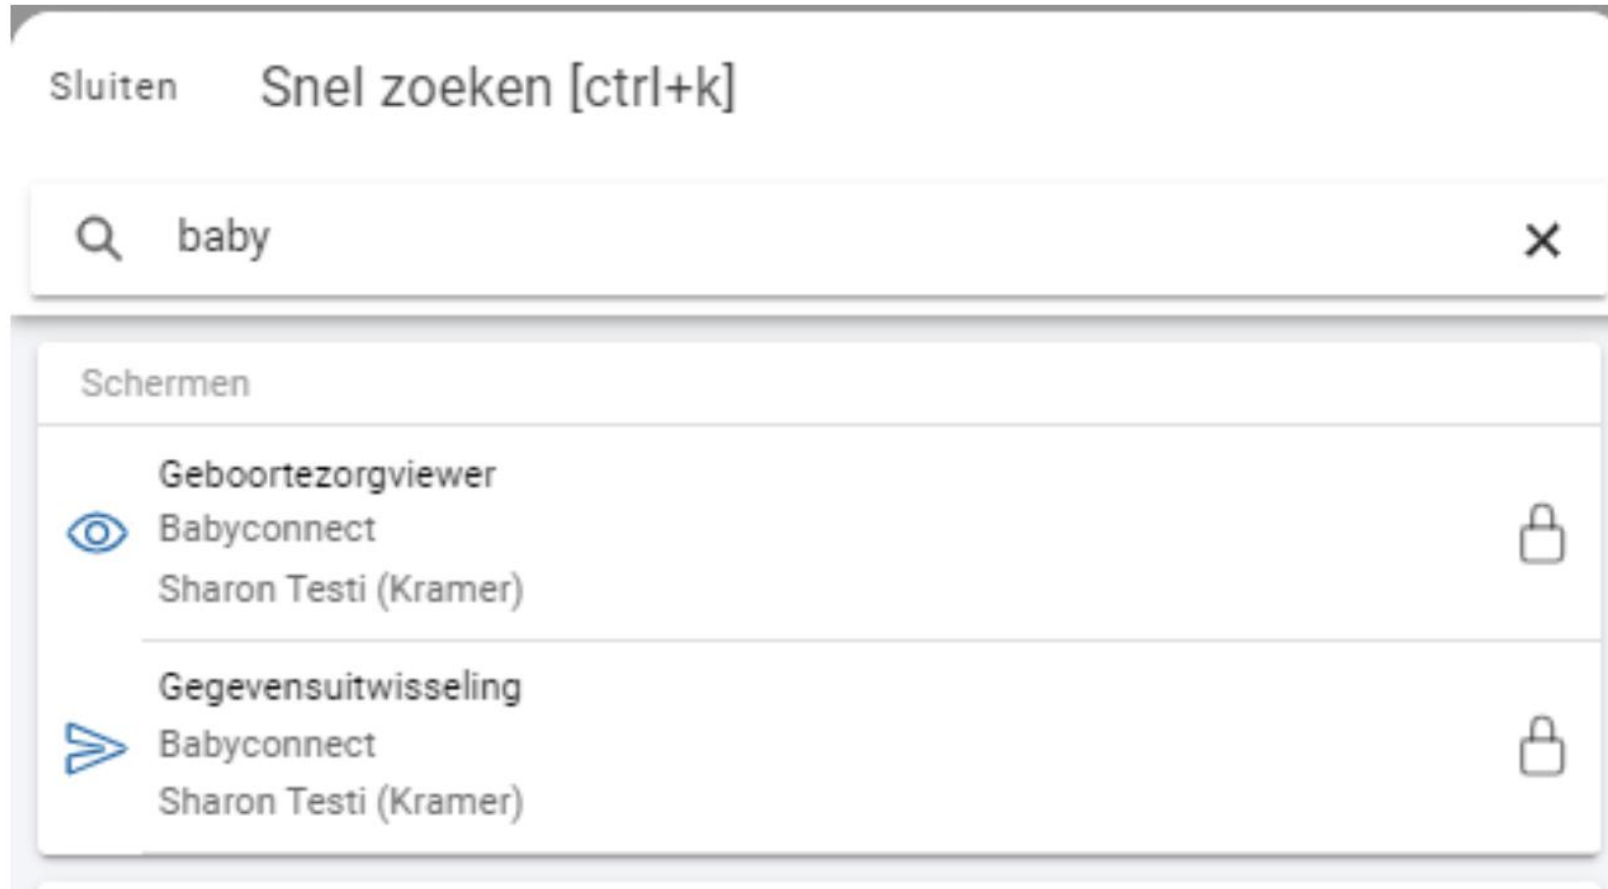 Sluiten Snel zoeken [ctrl+k]
baby
Schermen
Geboortezorgviewer
Babyconnect
Sharon Testi (Kramer)
Gegevensuitwisseling
Babyconnect
Sharon Testi (Kramer)